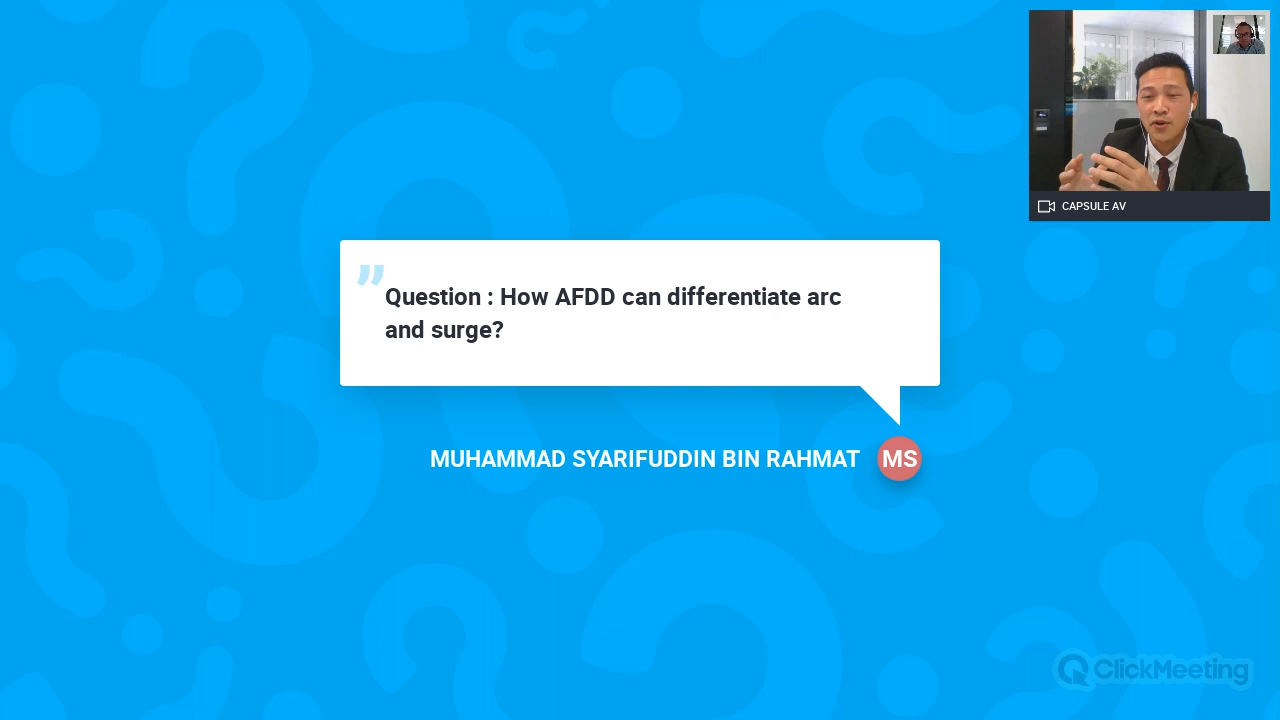 CAPSULE AV
Question : How AFDD can differentiate arc
and surge?
MUHAMMAD SYARIFUDDIN BIN RAHMAT
MS
ClickMeeting